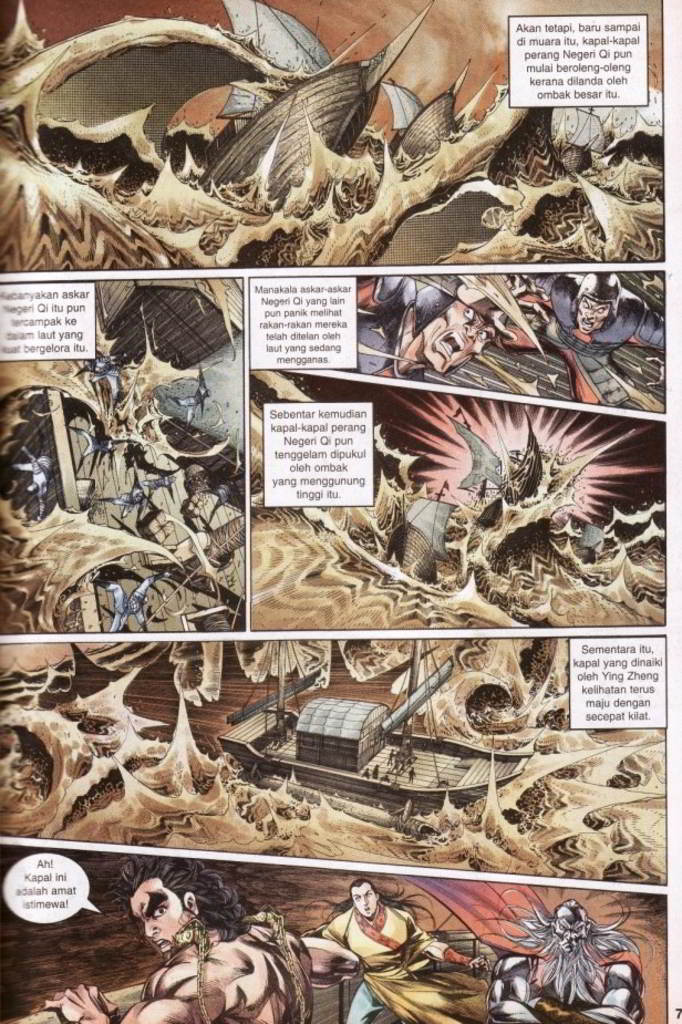 Akan tetapi, baru sampai
di muara itu, kapal-kapal
perang Negeri Qi pun
mulai beroleng-oleng
kerana dilanda oleh
ombak besar itu.
Kebanyakan askar
Negeri Qi itu pun
tercampak ke
dalam laut yang
kuat bergelora itu.
Manakala askar-askar
Negeri Qi yang lain
pun panik melihat
rakan-rakan mereka
telah ditelan oleh
laut yang sedang
mengganas.
Sebentar kemudian
kapal-kapal perang
Negeri Qi pun
tenggelam dipukul
oleh ombak
yang menggunung
tinggi itu.
Sementara itu,
kapal yang dinaiki
oleh Ying Zheng
kelihatan terus
maju dengan
secepat kilat.
Ah!
Kapal ini
adalah amat
istimewa!
7